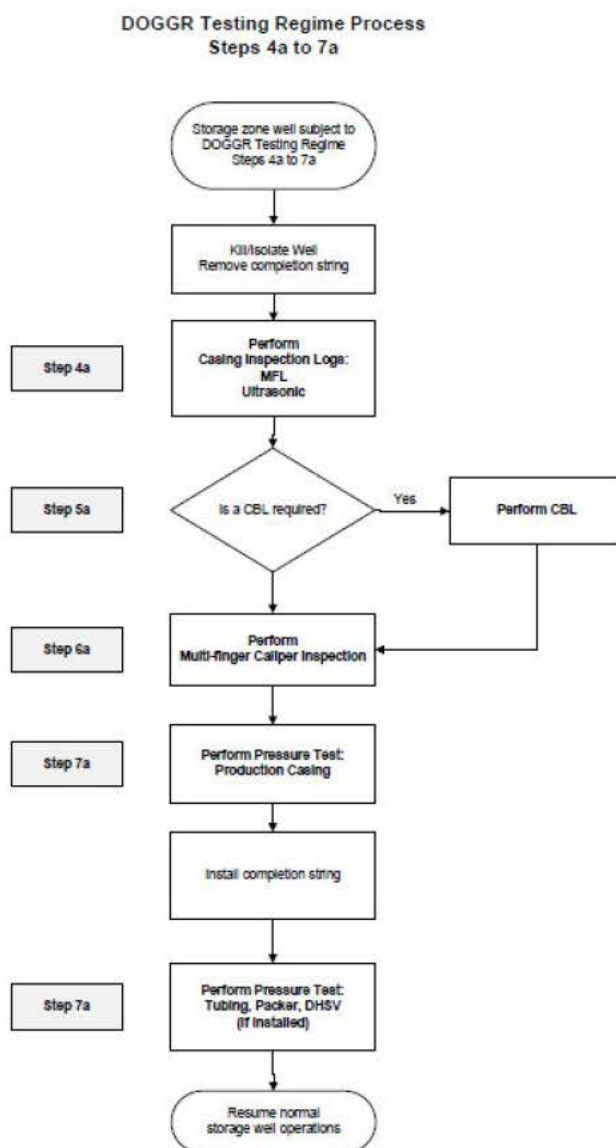 DOGGR Testing Regime Process
Steps 4a to 7a
Storage zone well subject to
DOGGR Testing Regime
Steps 4a to 7a
Kill/Isolate Well
Remove completion string
Step 4a
Perform
Casing Inspection Logs:
MFL
Ultrasonic
Step 5a
Is a CBL required?
Yes
Perform CBL
Step 6a
Perform
Multi-finger Caliper Inspection
Step 7a
Perform Pressure Test:
Production Casing
Install completion string
Step 7a
Perform Pressure Test:
Tubing, Packer, DHSV
(if installed)
Resume normal
storage well operations